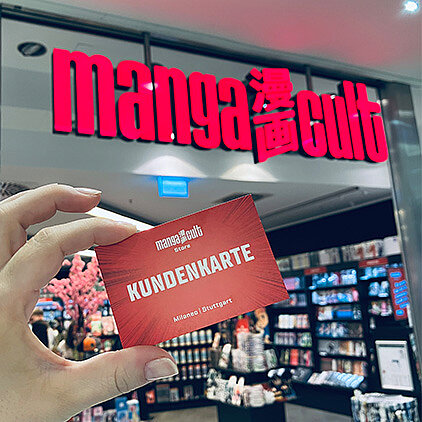 manga漫画cult
manga漫画cult
Store
KUNDENKARTE
Milaneo | Stuttgart